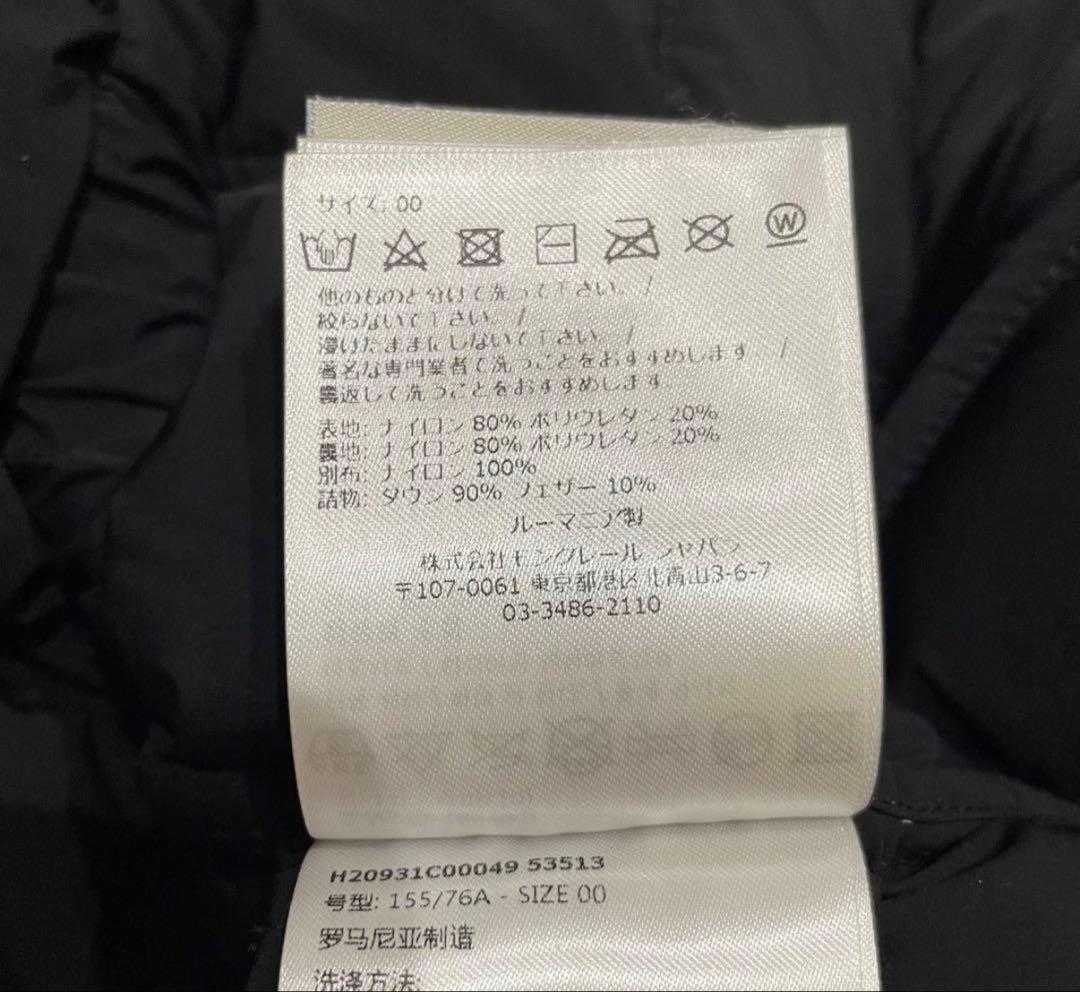 サイズ: 00
W
他のものと分けて洗って下さい。 /
絞らないで下さい。 /
浸けたままにしないで下さい。 /
著名な専門業者で洗うことをおすすめします /
裏返して洗うことをおすすめします
表地: ナイロン 80% ポリウレタン 20%
裏地: ナイロン 80% ポリウレタン 20%
別布: ナイロン 100%
詰物: ダウン 90% フェザー 10%
ルーマニア製
株式会社モンクレール ジャパン
〒107-0061 東京都港区北青山3-6-7
03-3486-2110
H20931C00049 53513
号型: 155/76A - SIZE 00
罗马尼亚制造
洗涤方法: